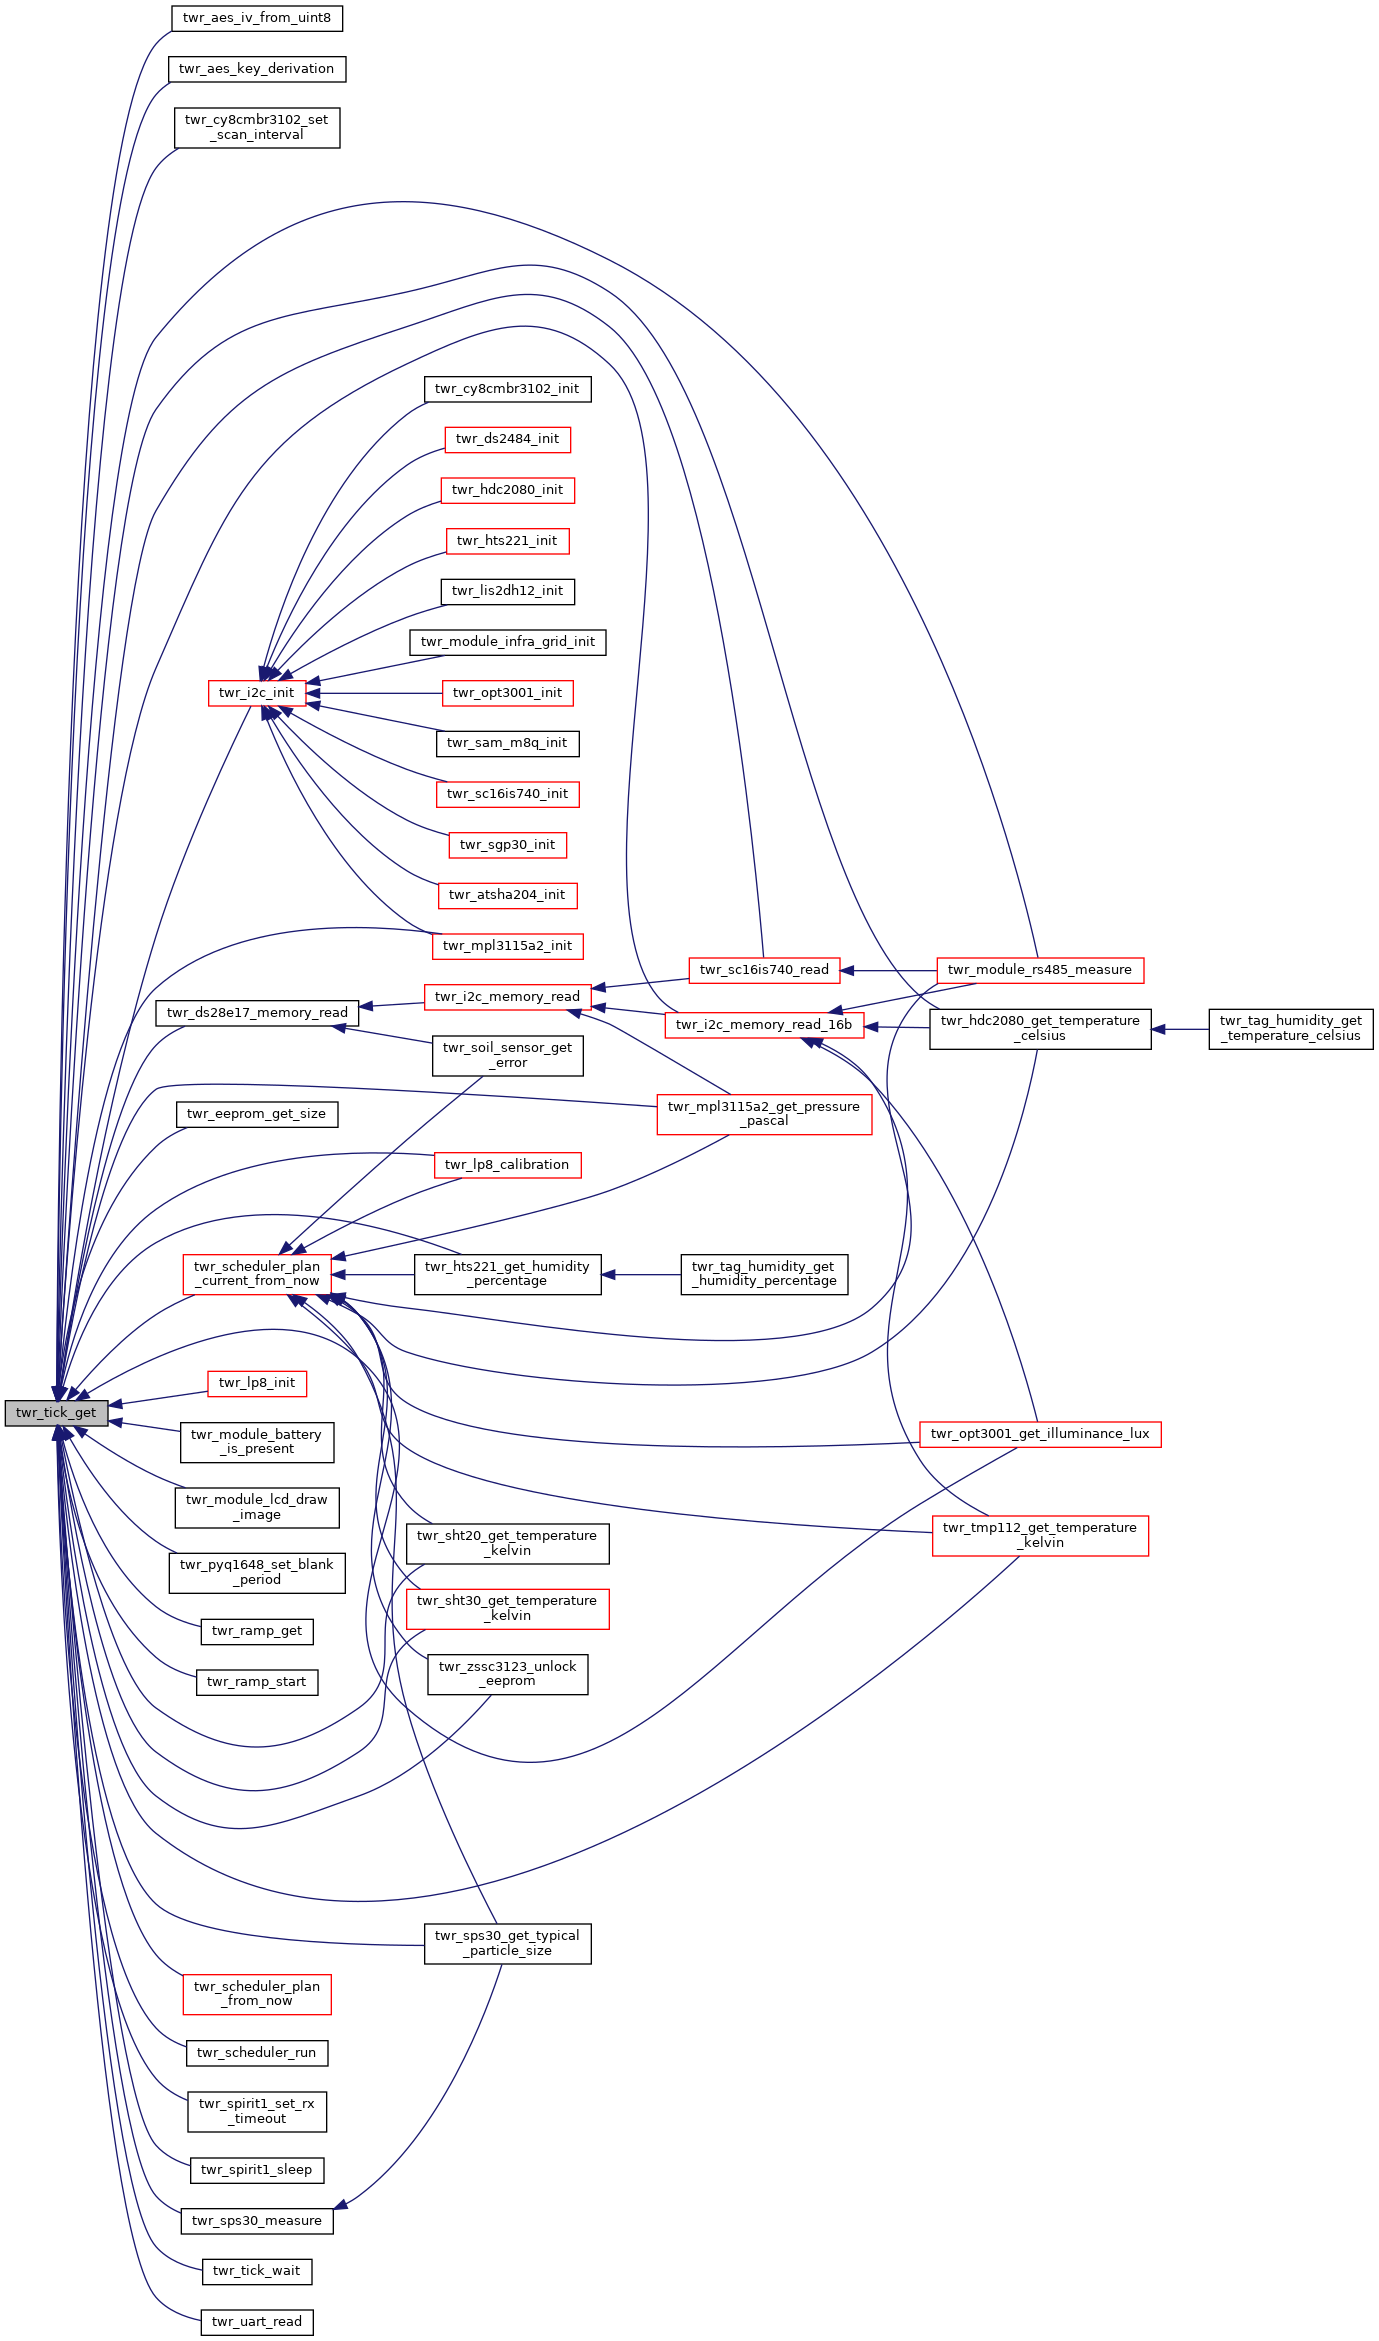 twr_aes_iv_from_uint8
twr_aes_key_derivation
twr_cy8cmbr3102_set
_scan_interval
twr_cy8cmbr3102_init
twr_ds2484_init
twr_hdc2080_init
twr_hts221_init
twr_lis2dh12_init
twr_module_infra_grid_init
twr_i2c_init
twr_opt3001_init
twr_sam_m8q_init
twr_sc16is740_init
twr_sgp30_init
twr_atsha204_init
twr_mpl3115a2_init
twr_sc16is740_read
twr_module_rs485_measure
twr_i2c_memory_read
twr_ds28e17_memory_read
twr_i2c_memory_read_16b
twr_hdc2080_get_temperature
_celsius
twr_tag_humidity_get
_temperature_celsius
twr_soil_sensor_get
_error
twr_eeprom_get_size
twr_mpl3115a2_get_pressure
_pascal
twr_lp8_calibration
twr_scheduler_plan
_current_from_now
twr_hts221_get_humidity
_percentage
twr_tag_humidity_get
_humidity_percentage
twr_lp8_init
twr_tick_get
twr_module_battery
_is_present
twr_opt3001_get_illuminance_lux
twr_module_lcd_draw
_image
twr_sht20_get_temperature
_kelvin
twr_tmp112_get_temperature
_kelvin
twr_pyq1648_set_blank
_period
twr_sht30_get_temperature
_kelvin
twr_ramp_get
twr_zssc3123_unlock
_eeprom
twr_ramp_start
twr_sps30_get_typical
_particle_size
twr_scheduler_plan
_from_now
twr_scheduler_run
twr_spirit1_set_rx
_timeout
twr_spirit1_sleep
twr_sps30_measure
twr_tick_wait
twr_uart_read